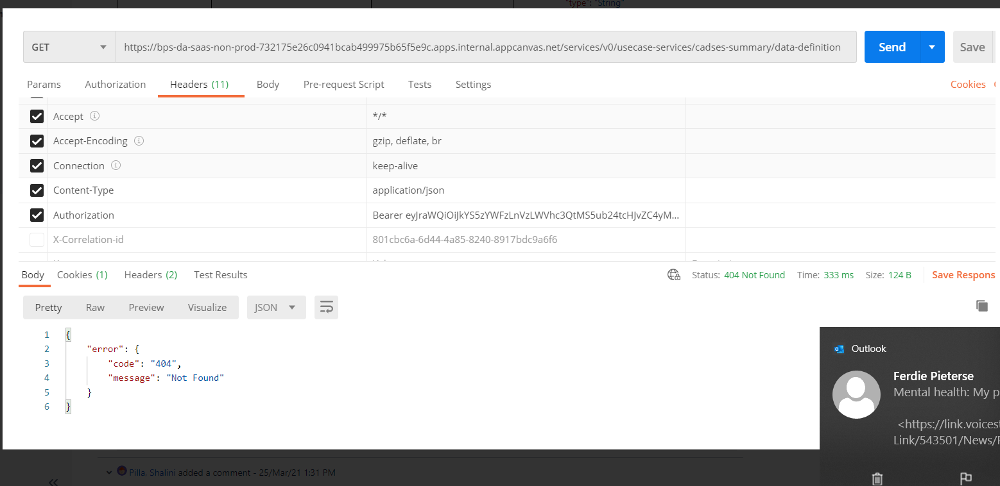 "type": "String"
GET https://bps-da-saas-non-prod-732175e26c0941bcab499975b65f5e9c.apps.internal.appcanvas.net/services/v0/usecase-services/cadses-summary/data-definition Send Save
Params Authorization Headers (11) Body Pre-request Script Tests Settings Cookies
Accept */*
Accept-Encoding gzip, deflate, br
Connection keep-alive
Content-Type application/json
Authorization Bearer eyJraWQiOiJkYS5zYWFzLnVzLWVhc3QtMS5ub24tcHJvZC4yM...
X-Correlation-id 801cbc6a-6d44-4a85-8240-8917bdc9a6f6
Body Cookies (1) Headers (2) Test Results Status: 404 Not Found Time: 333 ms Size: 124 B Save Respons
Pretty Raw Preview Visualize JSON
1 {
2 "error": {
3 "code": "404",
4 "message": "Not Found"
5 }
6 }
Outlook
Ferdie Pieterse
Mental health: My p
<https://link.voicest
Link/543501/News/F
Pilla, Shalini added a comment - 25/Mar/21 1:31 PM